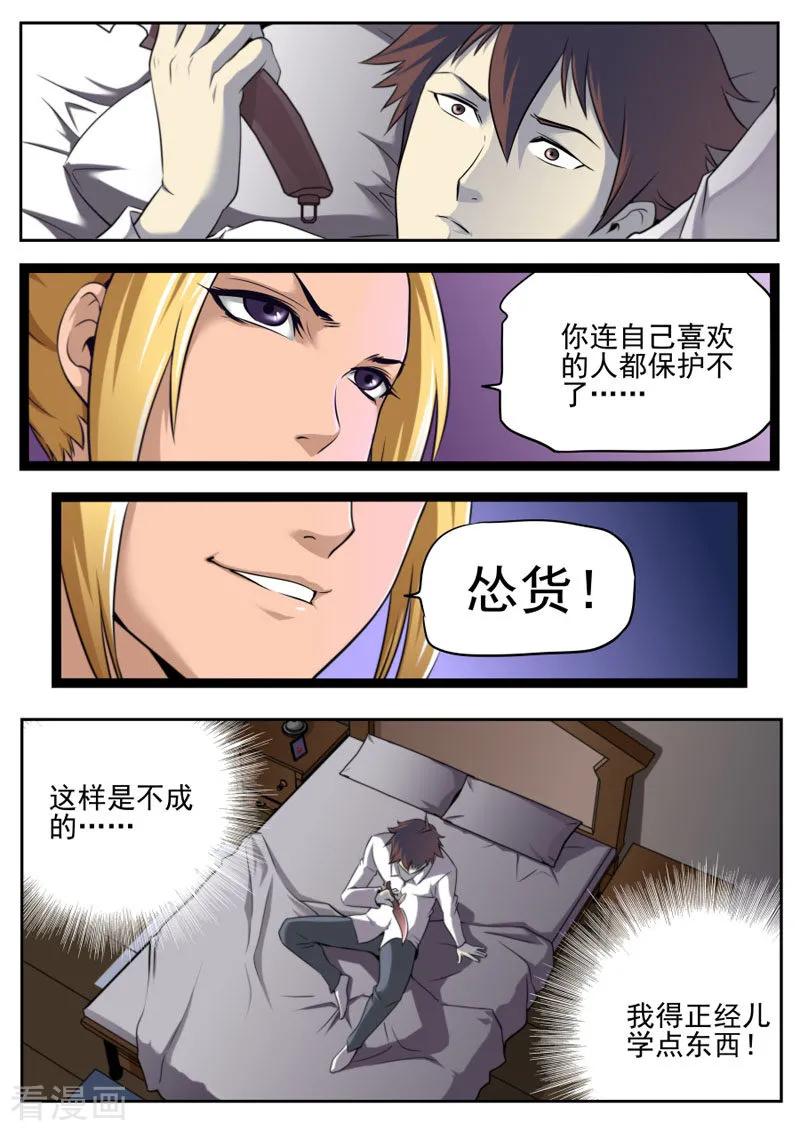 你连自己喜欢
的人都保护不
了……
怂货！
这样是不成
的……
我得正经儿
学点东西！
看漫画